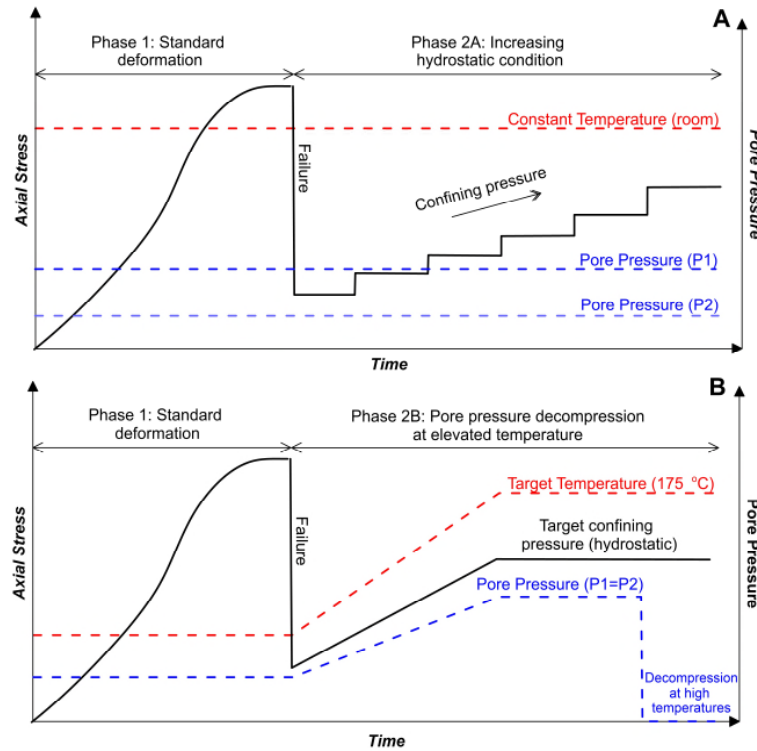 A
Phase 1: Standard
deformation
Phase 2A: Increasing
hydrostatic condition
Axial Stress
Pore Pressure
Constant Temperature (room)
Failure
Confining pressure
Pore Pressure (P1)
Pore Pressure (P2)
Time
B
Phase 1: Standard
deformation
Phase 2B: Pore pressure decompression
at elevated temperature
Axial Stress
Pore Pressure
Target Temperature (175 °C)
Failure
Target confining
pressure (hydrostatic)
Pore Pressure (P1=P2)
Decompression
at high
temperatures
Time